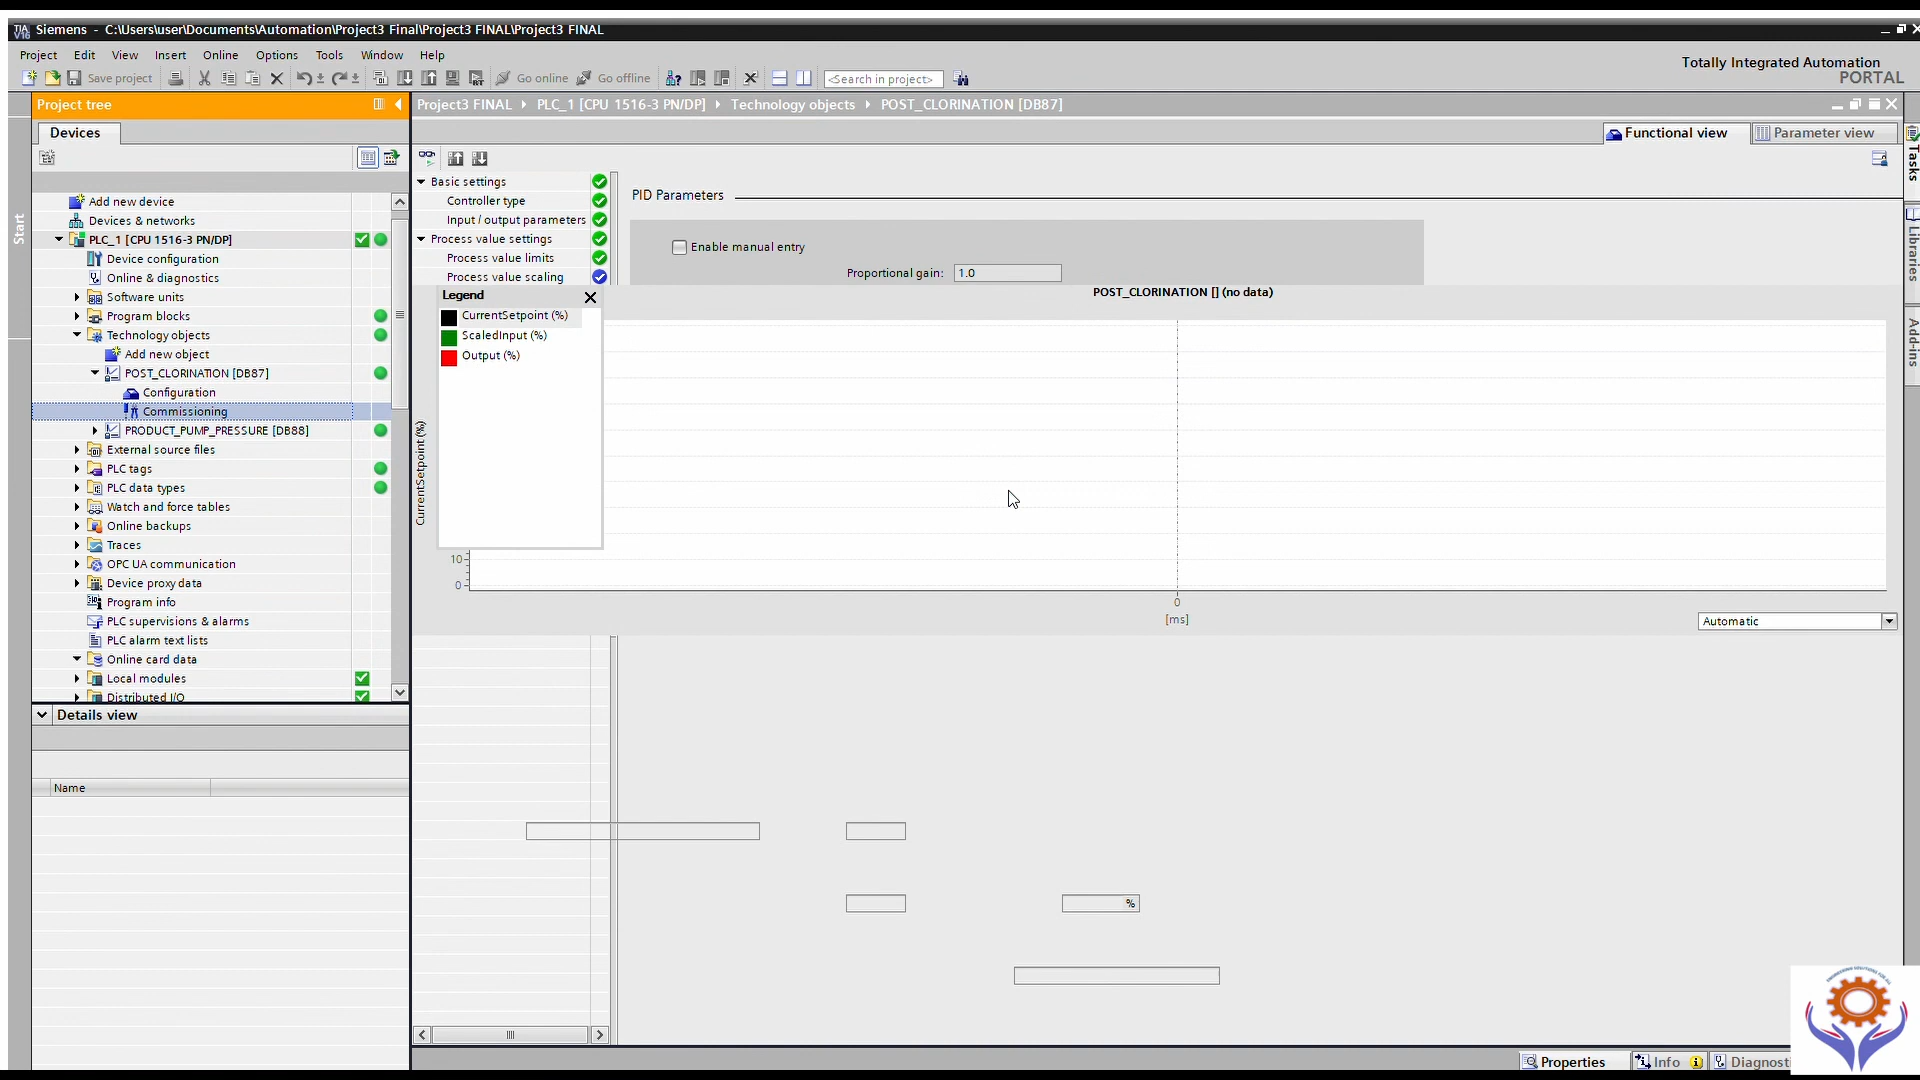 Siemens - C:\Users\user\Documents\Automation\Project3 Final\Project3 FINAL\Project3 FINAL
Project Edit View Insert Online Options Tools Window Help
Totally Integrated Automation
PORTAL
Save project
Go online
Go offline
<Search in project>
Project tree
Project3 FINAL
PLC_1 [CPU 1516-3 PN/DP]
Technology objects
POST_CLORINATION [DB87]
Devices
Functional view
Parameter view
Start
Tasks
Libraries
Add-ins
Add new device
Devices & networks
PLC_1 [CPU 1516-3 PN/DP]
Device configuration
Online & diagnostics
Software units
Program blocks
Technology objects
Add new object
POST_CLORINATION [DB87]
Configuration
Commissioning
PRODUCT_PUMP_PRESSURE [DB88]
External source files
PLC tags
PLC data types
Watch and force tables
Online backups
Traces
OPC UA communication
Device proxy data
Program info
PLC supervisions & alarms
PLC alarm text lists
Online card data
Local modules
Distributed I/O
Details view
Name
Basic settings
Controller type
Input / output parameters
Process value settings
Process value limits
Process value scaling
PID Parameters
Enable manual entry
Proportional gain: 1.0
POST_CLORINATION [] (no data)
Legend
CurrentSetpoint (%)
ScaledInput (%)
Output (%)
CurrentSetpoint (%)
10
0
0
[ms]
Automatic
%
Properties
Info
Diagnost